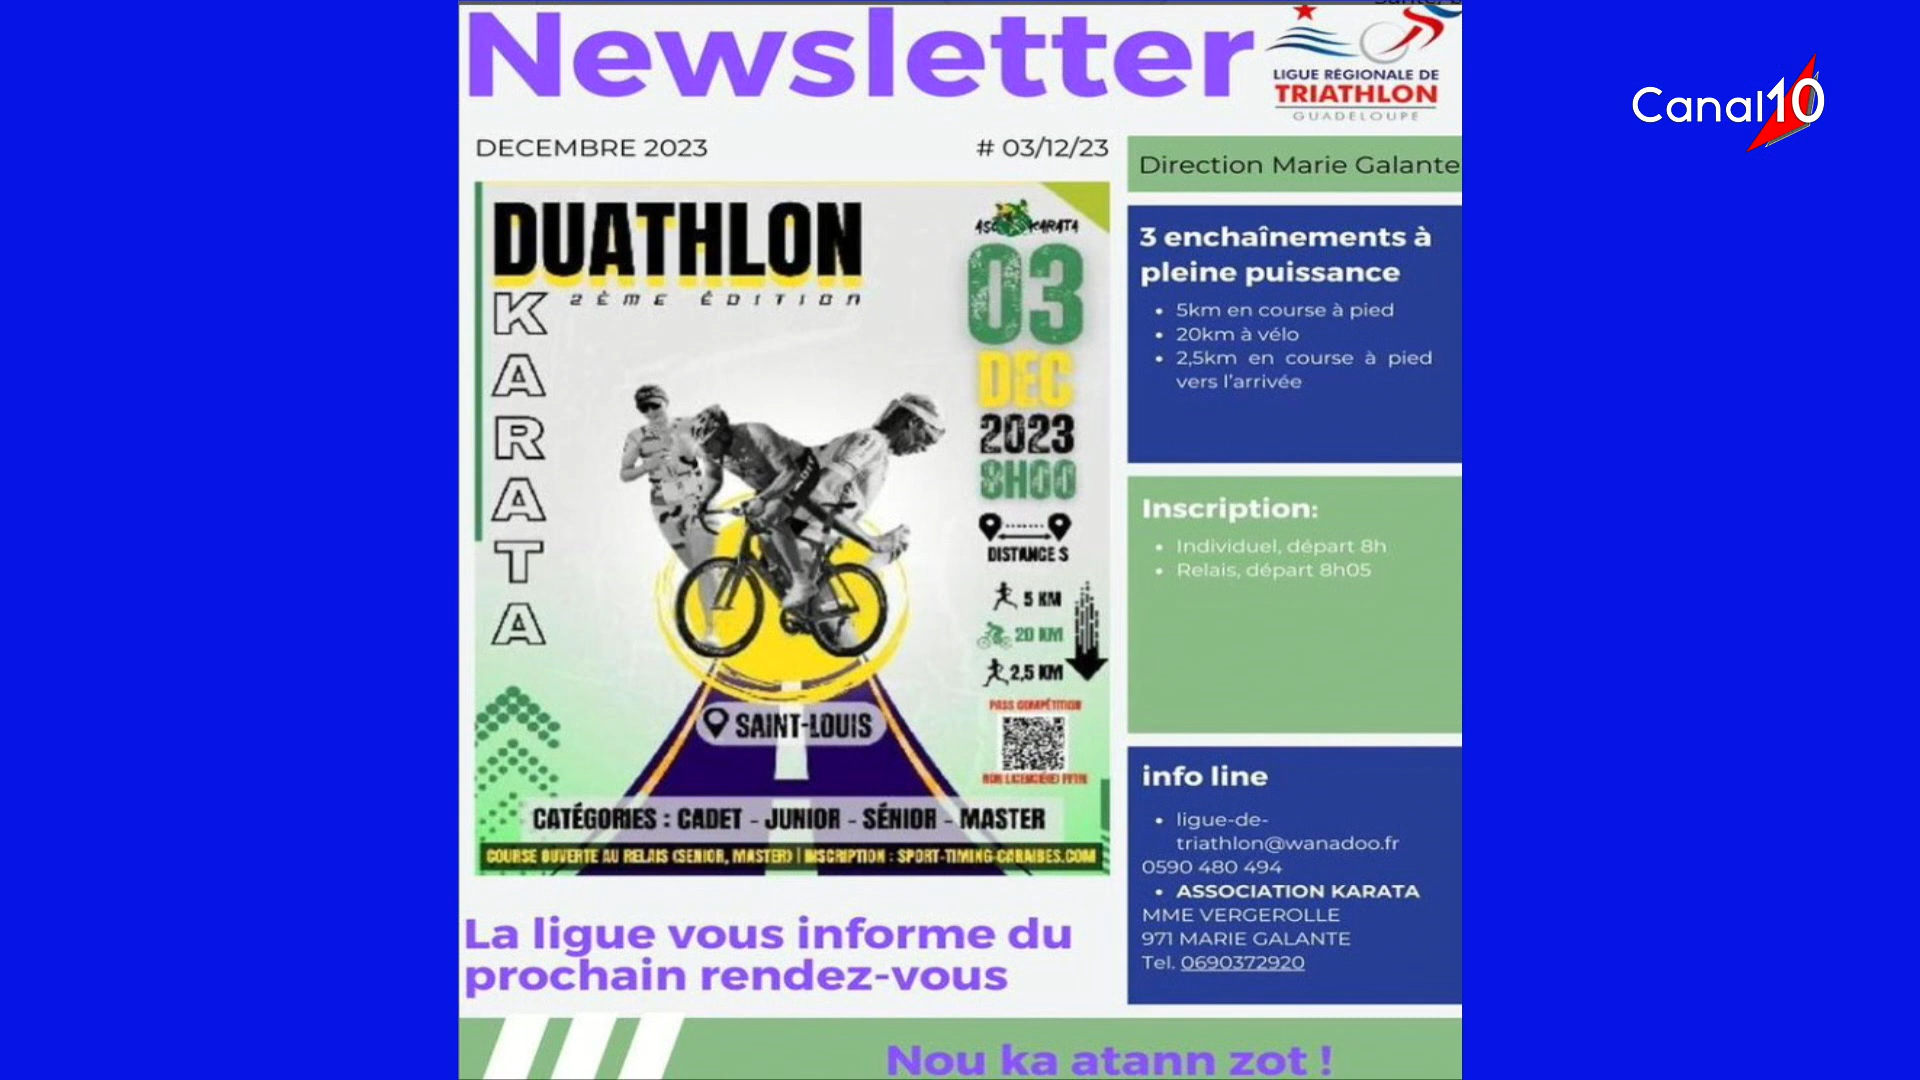 Newsletter
LIGUE RÉGIONALE DE
TRIATHLON
GUADELOUPE
Canal10
DECEMBRE 2023
# 03/12/23
Direction Marie Galante
DUATHLON
2ÈME ÉDITION
KARATA
ASC KARATA
03
DEC
2023
8H00
DISTANCE S
5 KM
20 KM
2,5 KM
PASS COMPÉTITION
SAINT-LOUIS
CATÉGORIES : CADET - JUNIOR - SÉNIOR - MASTER
COURSE OUVERTE AU RELAIS (SENIOR, MASTER) | INSCRIPTION : SPORT-TIMING-CARAIBES.COM
3 enchaînements à
pleine puissance
• 5km en course à pied
• 20km à vélo
• 2,5km en course à pied
vers l'arrivée
Inscription:
• Individuel, départ 8h
• Relais, départ 8h05
info line
• ligue-de-
triathlon@wanadoo.fr
0590 480 494
• ASSOCIATION KARATA
MME VERGEROLLE
971 MARIE GALANTE
Tel. 0690372920
La ligue vous informe du
prochain rendez-vous
Nou ka atann zot !